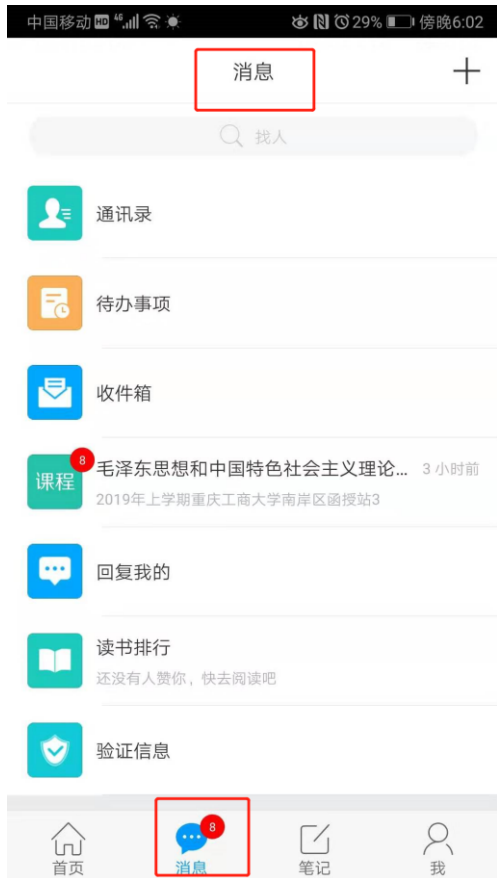 中国移动 HD 46 29% 傍晚6:02
消息
找人
通讯录
待办事项
收件箱
课程 8
毛泽东思想和中国特色社会主义理论... 3 小时前
2019年上学期重庆工商大学南岸区函授站3
回复我的
读书排行
还没有人赞你，快去阅读吧
验证信息
8
首页 消息 笔记 我